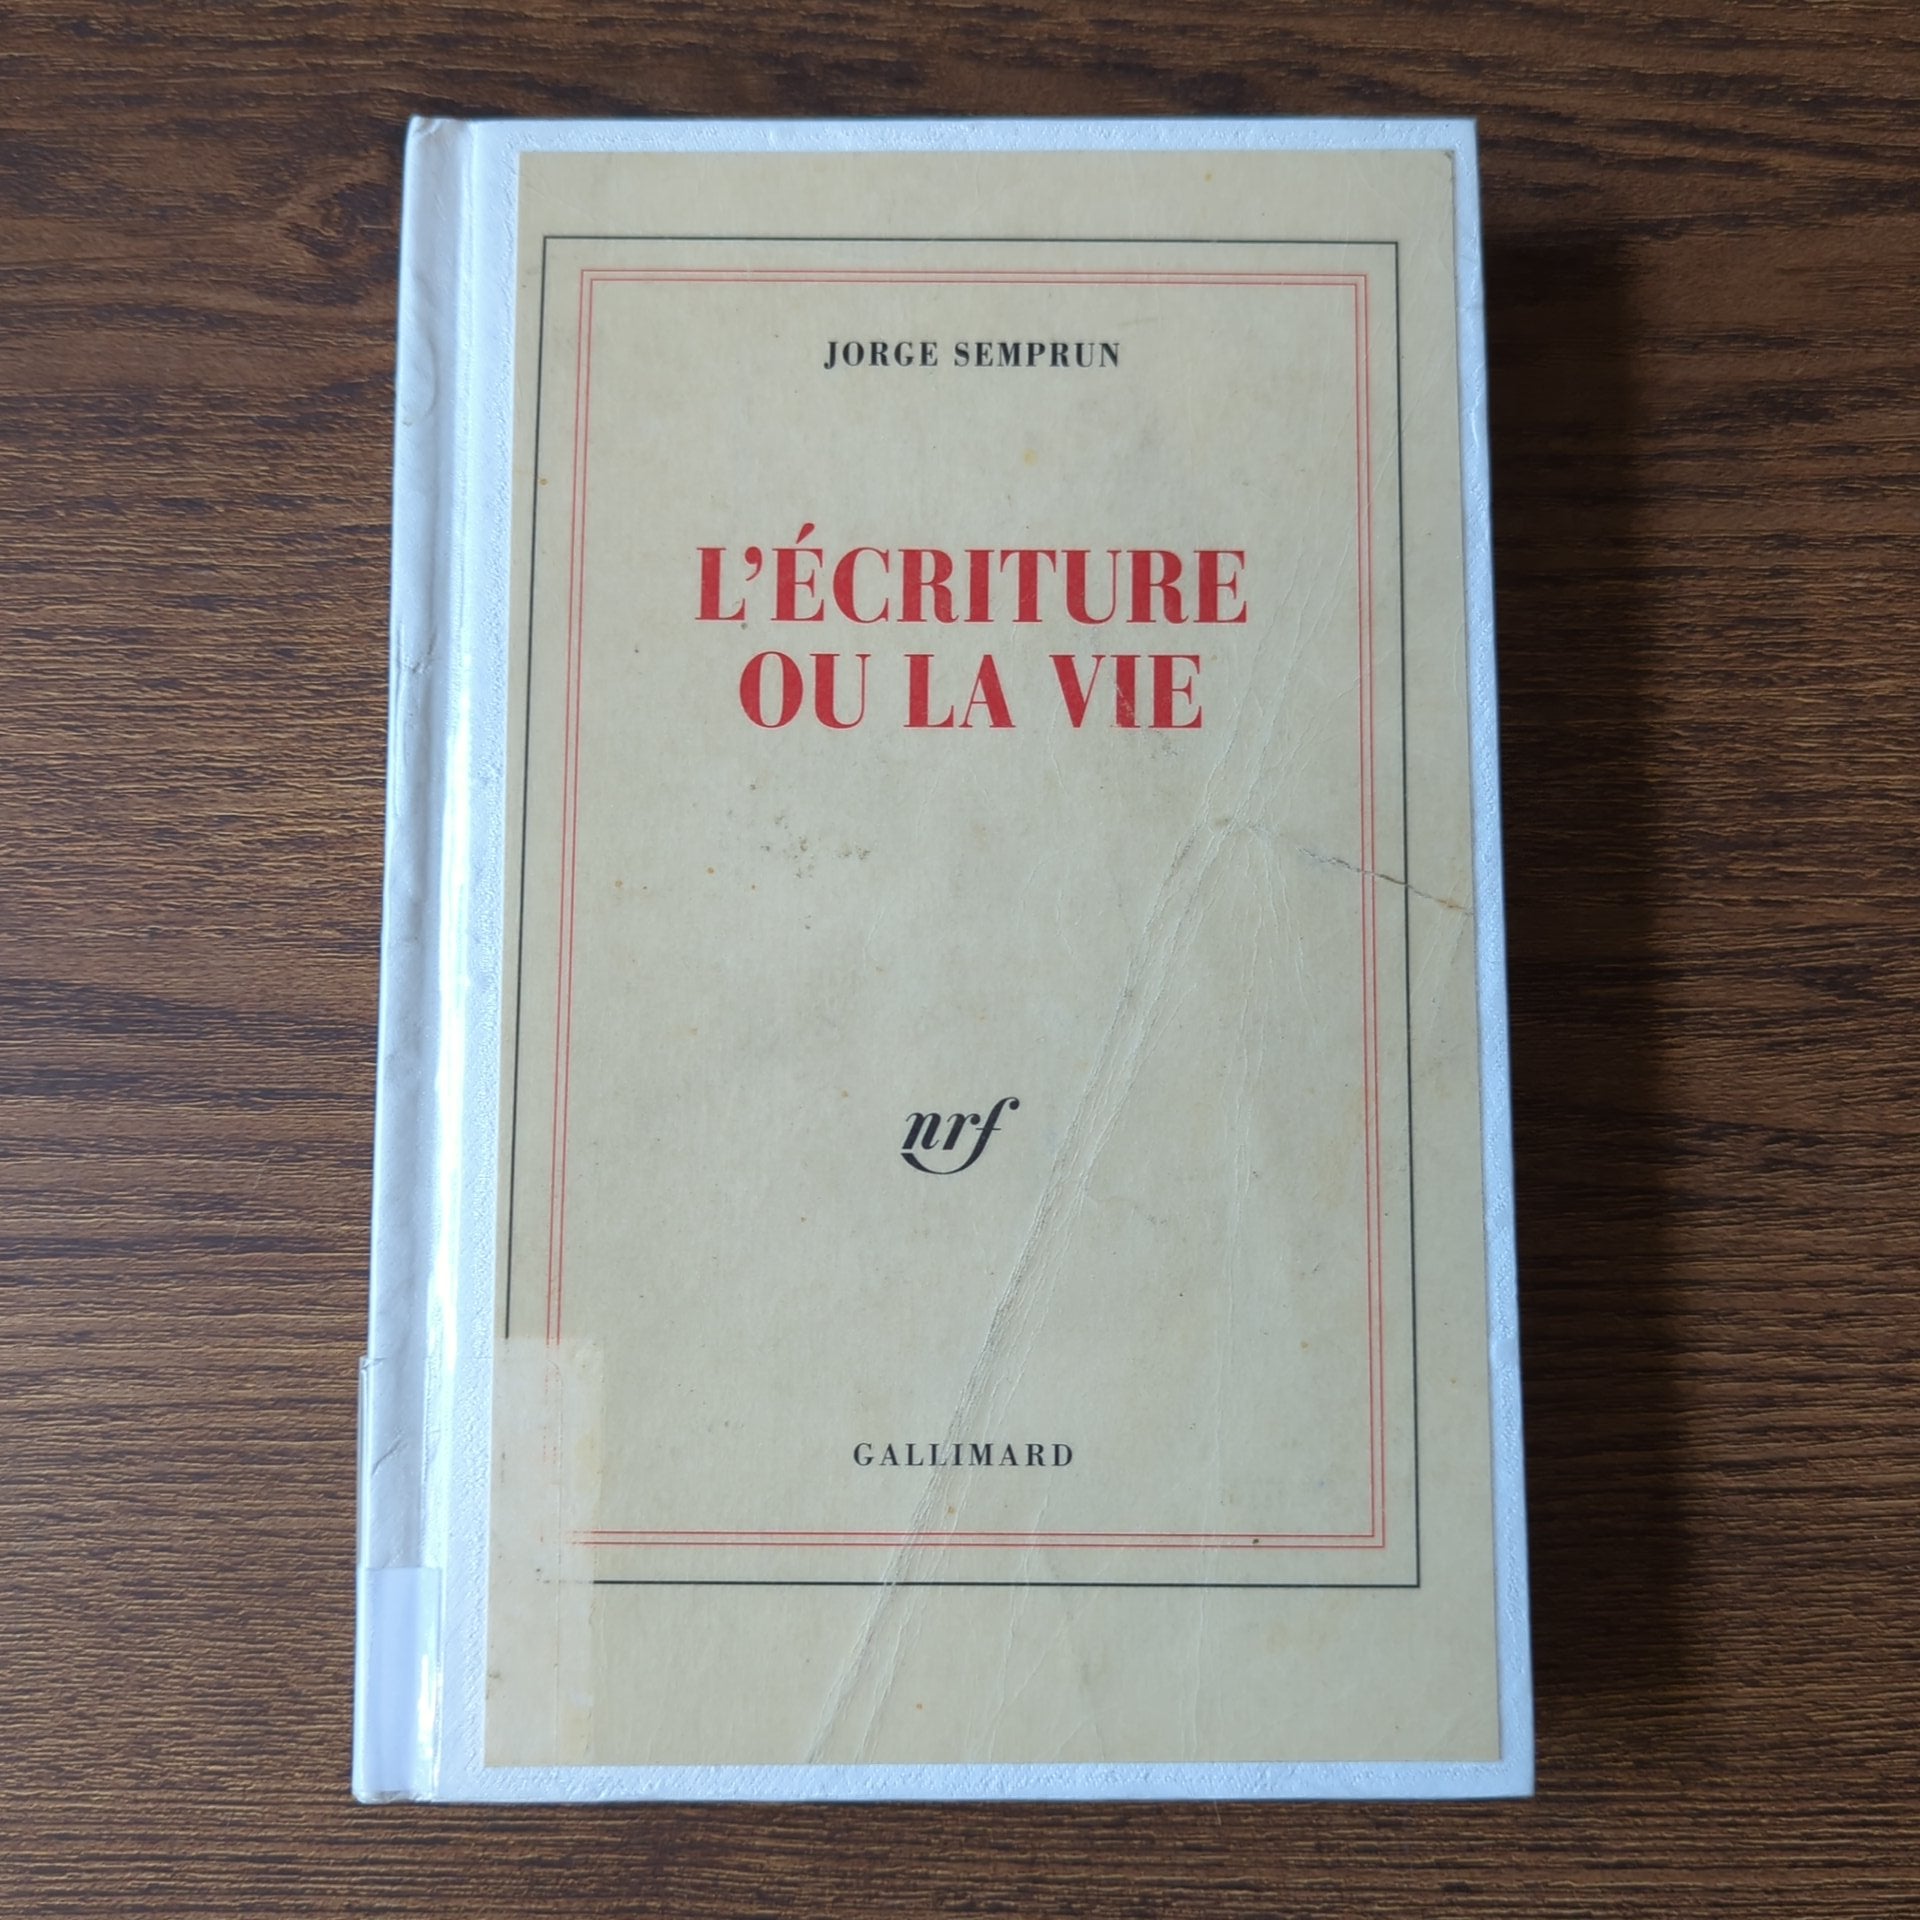 JORGE SEMPRUN
L'ÉCRITURE
OU LA VIE
nrf
GALLIMARD